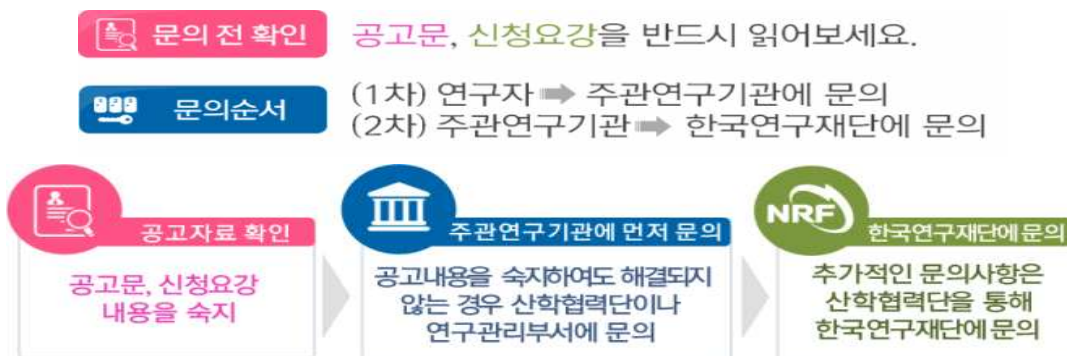 문의 전 확인 공고문, 신청요강을 반드시 읽어보세요.
문의순서
(1차) 연구자 ➡ 주관연구기관에 문의
(2차) 주관연구기관 ➡ 한국연구재단에 문의
공고자료 확인
공고문, 신청요강
내용을 숙지
주관연구기관에 먼저 문의
공고내용을 숙지하여도 해결되지
않는 경우 산학협력단이나
연구관리부서에 문의
NRF
한국연구재단에 문의
추가적인 문의사항은
산학협력단을 통해
한국연구재단에 문의